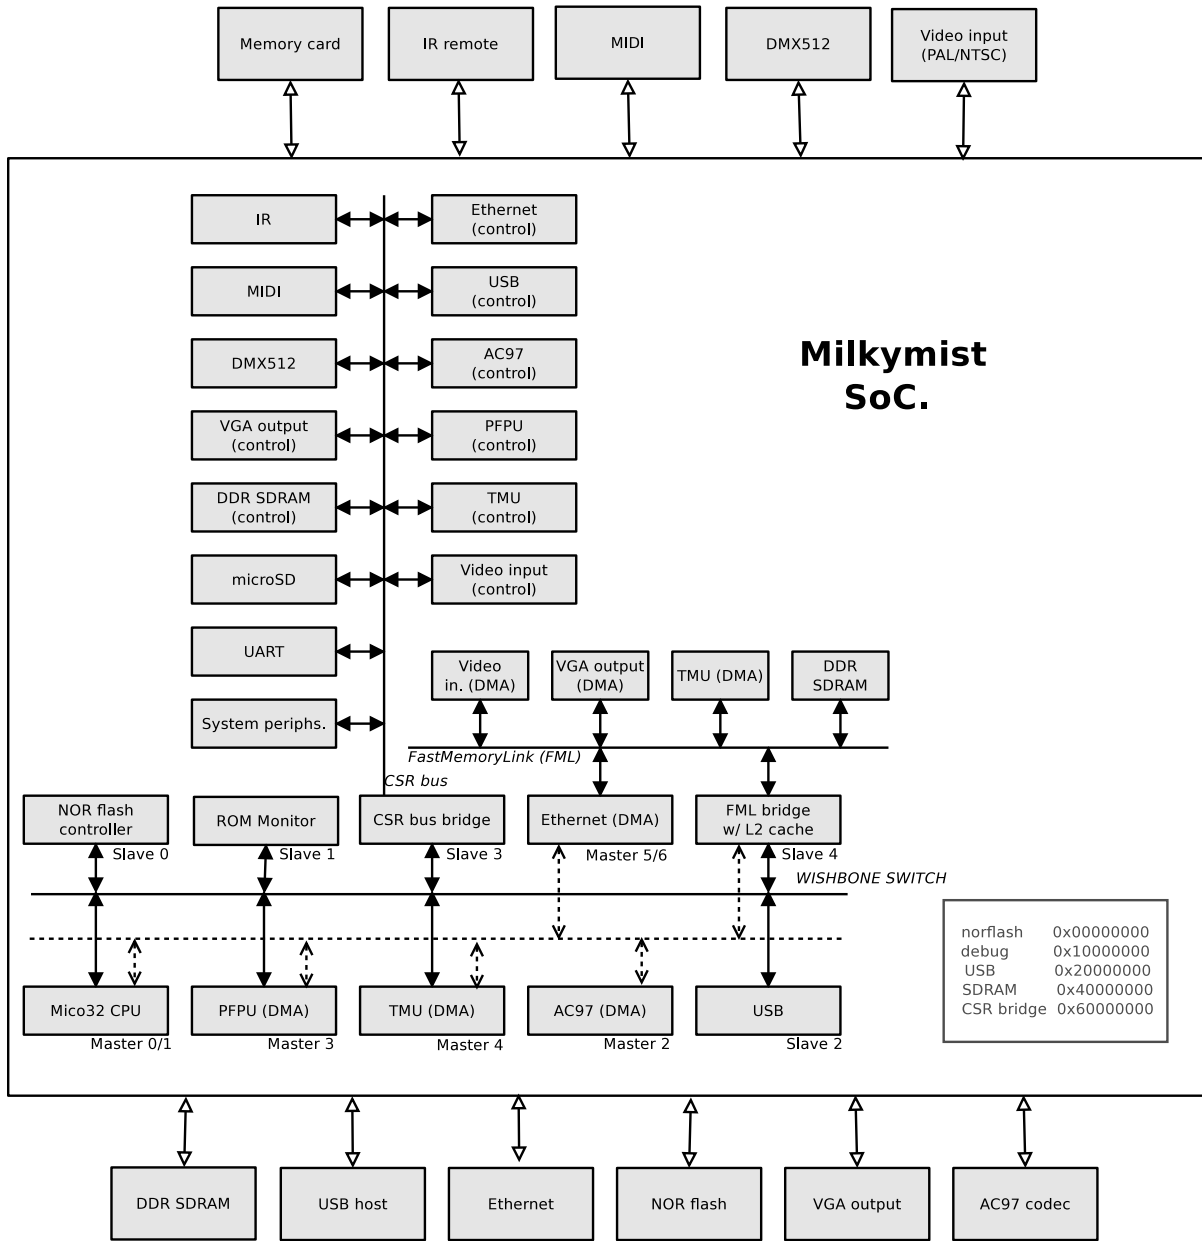 Memory card
IR remote
MIDI
DMX512
Video input
(PAL/NTSC)
IR
Ethernet
(control)
MIDI
USB
(control)
DMX512
AC97
(control)
Milkymist
SoC.
VGA output
(control)
PFPU
(control)
DDR SDRAM
(control)
TMU
(control)
microSD
Video input
(control)
UART
Video
in. (DMA)
VGA output
(DMA)
TMU (DMA)
DDR
SDRAM
System periphs.
FastMemoryLink (FML)
CSR bus
NOR flash
controller
Slave 0
ROM Monitor
Slave 1
CSR bus bridge
Slave 3
Ethernet (DMA)
Master 5/6
FML bridge
w/ L2 cache
Slave 4
WISHBONE SWITCH
norflash 0x00000000
debug 0x10000000
USB 0x20000000
SDRAM 0x40000000
CSR bridge 0x60000000
Mico32 CPU
Master 0/1
PFPU (DMA)
Master 3
TMU (DMA)
Master 4
AC97 (DMA)
Master 2
USB
Slave 2
DDR SDRAM
USB host
Ethernet
NOR flash
VGA output
AC97 codec